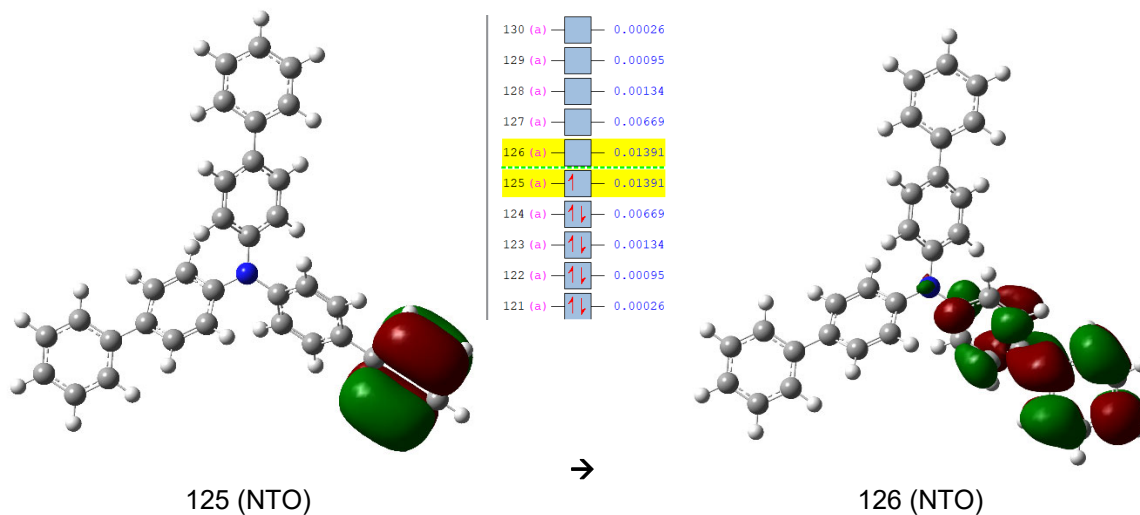 130 (a) 0.00026
129 (a) 0.00095
128 (a) 0.00134
127 (a) 0.00669
126 (a) 0.01391
125 (a) 0.01391
124 (a) 0.00669
123 (a) 0.00134
122 (a) 0.00095
121 (a) 0.00026
→
125 (NTO)
126 (NTO)